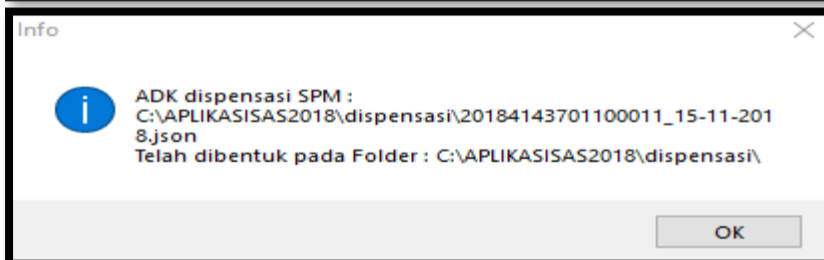 Info
ADK dispensasi SPM :
C:\APLIKASISAS2018\dispensasi\20184143701100011_15-11-201
8.json
Telah dibentuk pada Folder : C:\APLIKASISAS2018\dispensasi\
OK